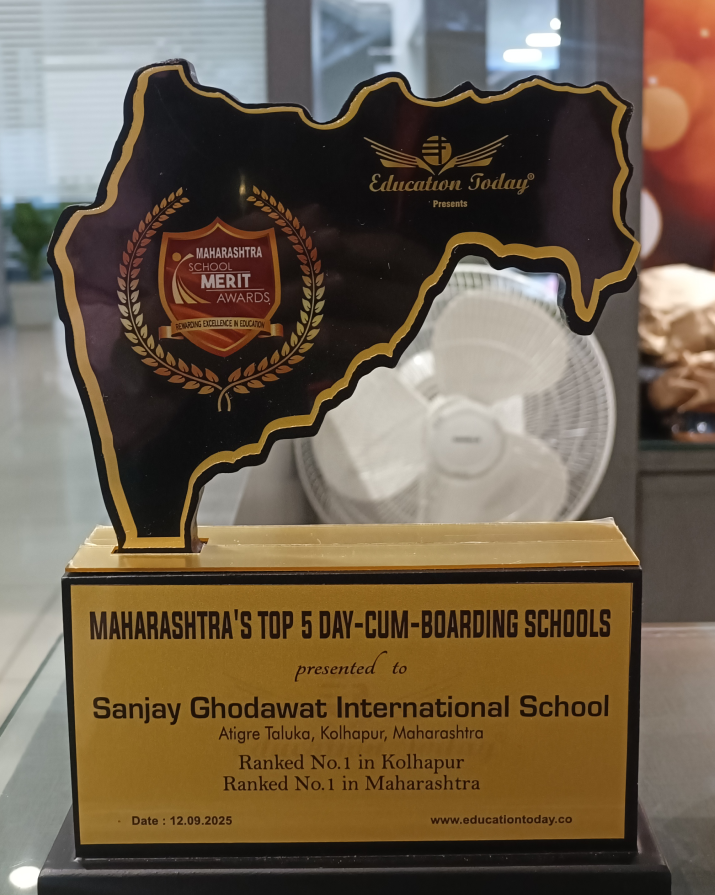 Education Today®
Presents
MAHARASHTRA
SCHOOL
MERIT
AWARDS
REWARDING EXCELLENCE IN EDUCATION
MAHARASHTRA'S TOP 5 DAY-CUM-BOARDING SCHOOLS
presented to
Sanjay Ghodawat International School
Atigre Taluka, Kolhapur, Maharashtra
Ranked No.1 in Kolhapur
Ranked No.1 in Maharashtra
Date : 12.09.2025
www.educationtoday.co